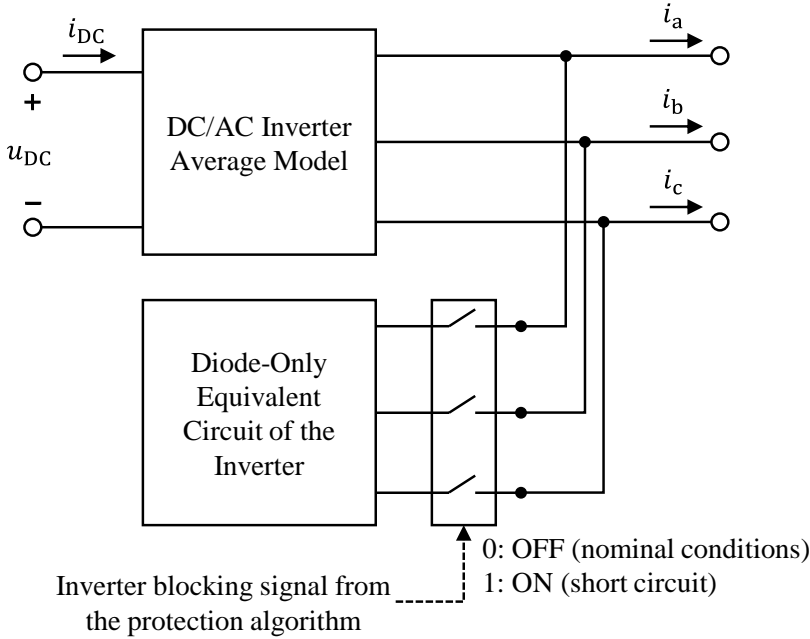 i_DC
i_a
+
DC/AC Inverter
Average Model
i_b
u_DC
i_c
−
Diode-Only
Equivalent
Circuit of the
Inverter
0: OFF (nominal conditions)
1: ON (short circuit)
Inverter blocking signal from
the protection algorithm